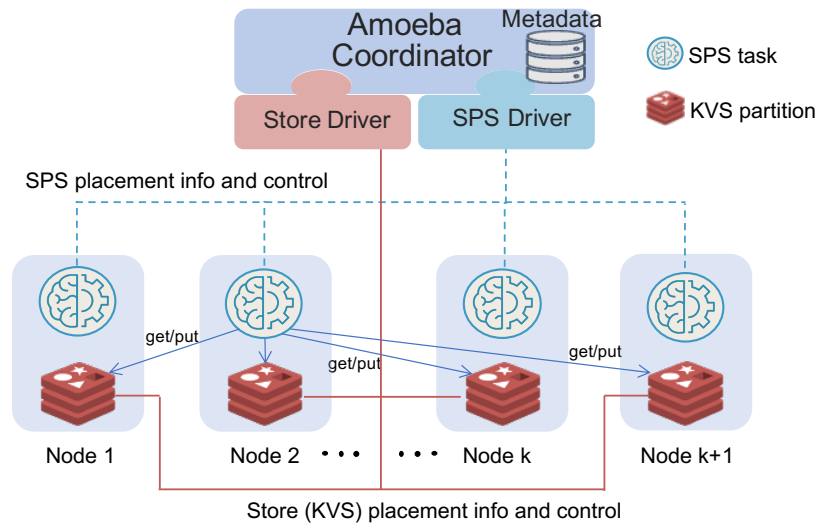 Amoeba
Coordinator
Metadata
SPS task
KVS partition
Store Driver
SPS Driver
SPS placement info and control
get/put
get/put
get/put
Node 1
Node 2
Node k
Node k+1
Store (KVS) placement info and control